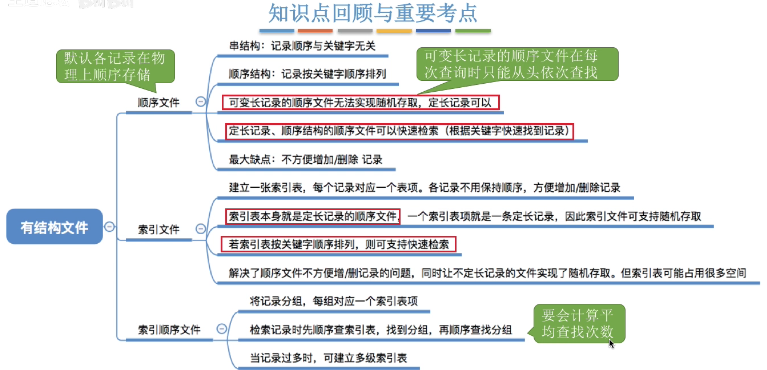 知识点回顾与重要考点
默认各记录在物
理上顺序存储
串结构：记录顺序与关键字无关
可变长记录的顺序文件在每
次查询时只能从头依次查找
顺序结构：记录按关键字顺序排列
顺序文件
可变长记录的顺序文件无法实现随机存取，定长记录可以
定长记录、顺序结构的顺序文件可以快速检索（根据关键字快速找到记录）
最大缺点：不方便增加/删除 记录
有结构文件
建立一张索引表，每个记录对应一个表项。各记录不用保持顺序，方便增加/删除记录
索引文件
索引表本身就是定长记录的顺序文件，一个索引表项就是一条定长记录，因此索引文件可支持随机存取
若索引表按关键字顺序排列，则可支持快速检索
解决了顺序文件不方便增/删记录的问题，同时让不定长记录的文件实现了随机存取。但索引表可能占用很多空间
将记录分组，每组对应一个索引表项
索引顺序文件
检索记录时先顺序查索引表，找到分组，再顺序查找分组
要会计算平
均查找次数
当记录过多时，可建立多级索引表